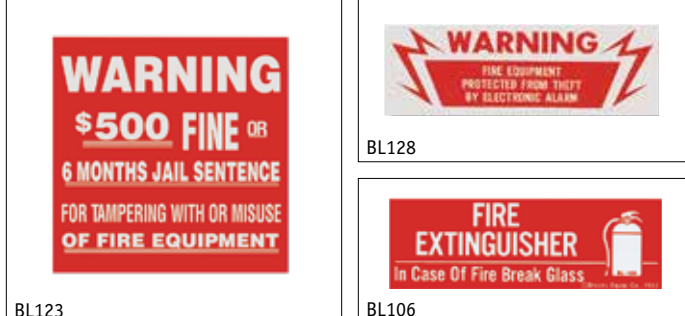 WARNING
$500 FINE OR
6 MONTHS JAIL SENTENCE
FOR TAMPERING WITH OR MISUSE
OF FIRE EQUIPMENT
BL123
WARNING
FIRE EQUIPMENT
PROTECTED FROM THEFT
BY ELECTRONIC ALARM
BL128
FIRE
EXTINGUISHER
In Case Of Fire Break Glass
BL106